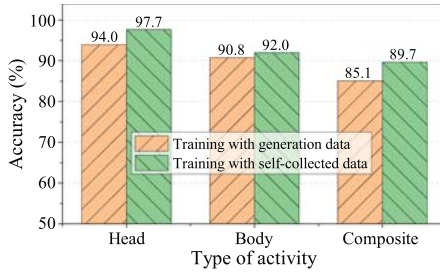 Accuracy (%)
100
90
80
70
60
50
94.0
97.7
90.8
92.0
85.1
89.7
Training with generation data
Training with self-collected data
Head
Body
Composite
Type of activity